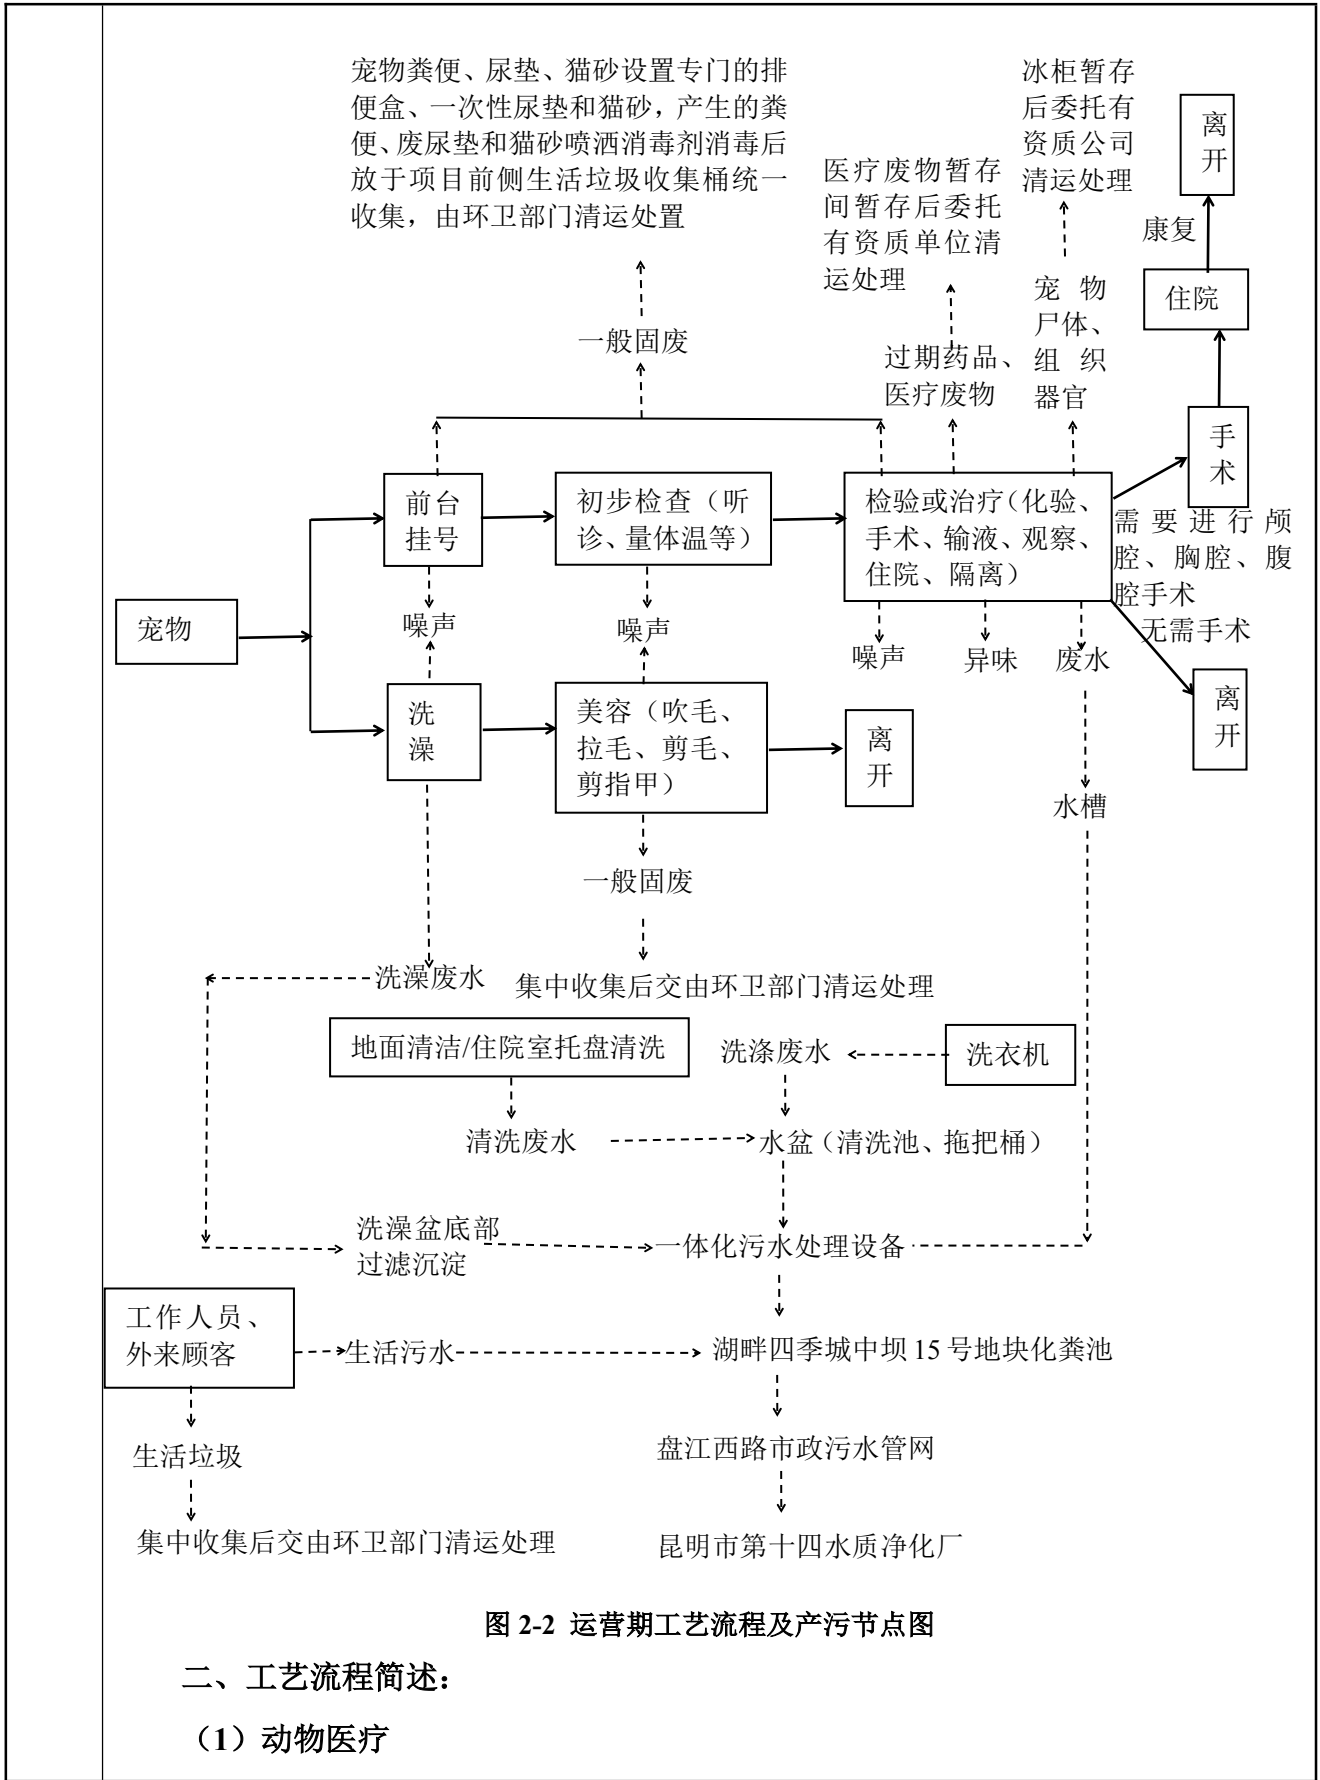 宠物粪便、尿垫、猫砂设置专门的排
便盒、一次性尿垫和猫砂，产生的粪
便、废尿垫和猫砂喷洒消毒剂消毒后
放于项目前侧生活垃圾收集桶统一
收集，由环卫部门清运处置
冰柜暂存
后委托有
资质公司
清运处理
离
开
医疗废物暂存
间暂存后委托
有资质单位清
运处理
康复
宠物
尸体、
组织
器官
住院
一般固废
过期药品、
医疗废物
手
术
前台
挂号
初步检查（听
诊、量体温等）
检验或治疗（化验、
手术、输液、观察、
住院、隔离）
需要进行颅
腔、胸腔、腹
腔手术
无需手术
宠物
噪声
噪声
噪声
异味
废水
离
开
洗
澡
美容（吹毛、
拉毛、剪毛、
剪指甲）
离
开
水槽
一般固废
洗澡废水
集中收集后交由环卫部门清运处理
地面清洁/住院室托盘清洗
洗涤废水
洗衣机
清洗废水
水盆（清洗池、拖把桶）
洗澡盆底部
过滤沉淀
一体化污水处理设备
工作人员、
外来顾客
生活污水
湖畔四季城中坝 15 号地块化粪池
生活垃圾
盘江西路市政污水管网
集中收集后交由环卫部门清运处理
昆明市第十四水质净化厂
图 2-2 运营期工艺流程及产污节点图
二、工艺流程简述：
（1）动物医疗